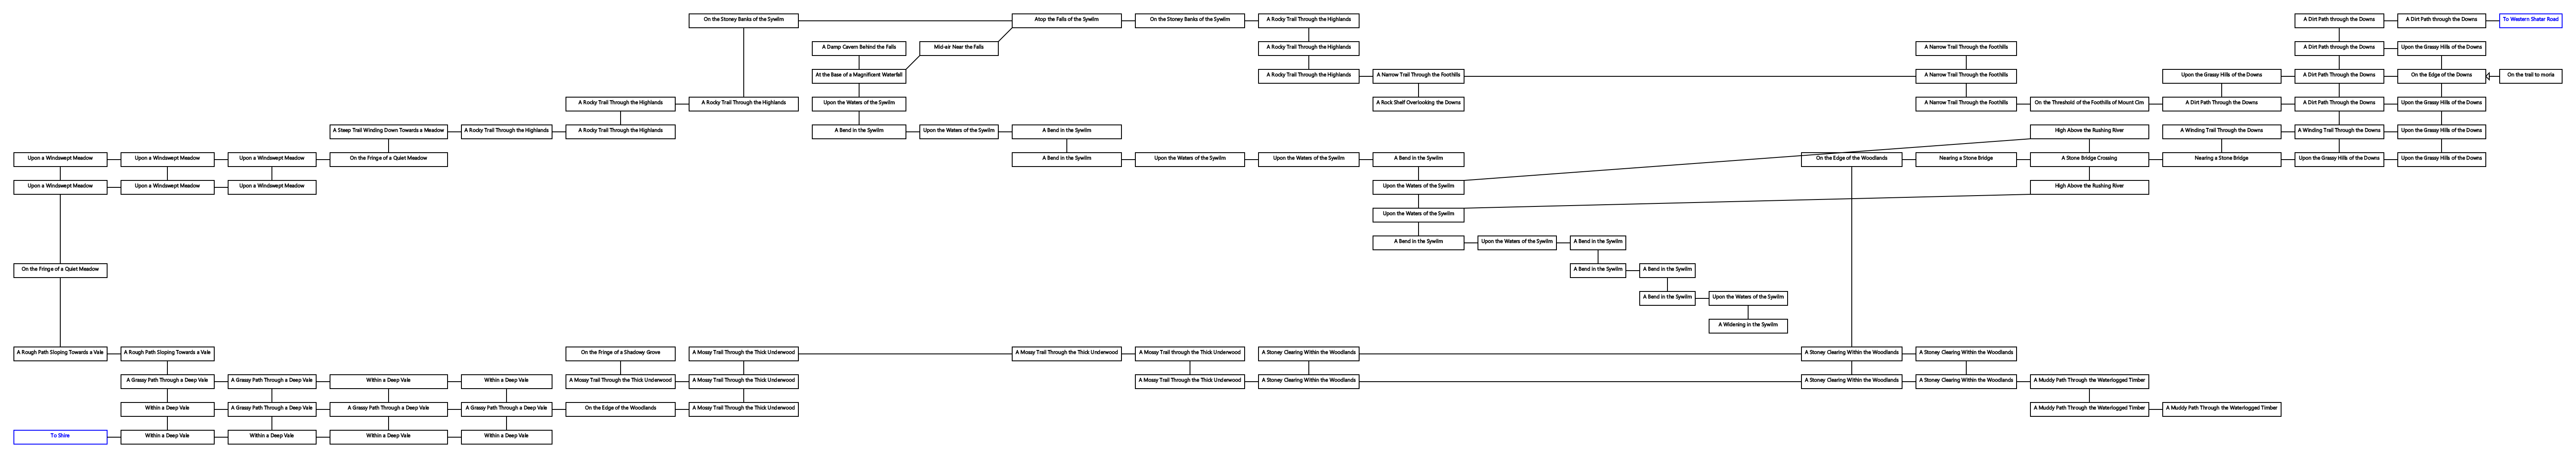 On the Stoney Banks of the Sywilm
Atop the Falls of the Sywilm
On the Stoney Banks of the Sywilm
A Rocky Trail Through the Highlands
A Dirt Path through the Downs
A Dirt Path through the Downs
To Western Shatar Road
A Damp Cavern Behind the Falls
Mid-air Near the Falls
A Rocky Trail Through the Highlands
A Narrow Trail Through the Foothills
A Dirt Path through the Downs
Upon the Grassy Hills of the Downs
At the Base of a Magnificent Waterfall
A Rocky Trail Through the Highlands
A Narrow Trail Through the Foothills
A Narrow Trail Through the Foothills
Upon the Grassy Hills of the Downs
A Dirt Path Through the Downs
On the Edge of the Downs
On the trail to moria
A Rocky Trail Through the Highlands
A Rocky Trail Through the Highlands
Upon the Waters of the Sywilm
A Rock Shelf Overlooking the Downs
A Narrow Trail Through the Foothills
On the Threshold of the Foothills of Mount Cim
A Dirt Path Through the Downs
A Dirt Path Through the Downs
Upon the Grassy Hills of the Downs
A Steep Trail Winding Down Towards a Meadow
A Rocky Trail Through the Highlands
A Rocky Trail Through the Highlands
A Bend in the Sywilm
Upon the Waters of the Sywilm
A Bend in the Sywilm
High Above the Rushing River
A Winding Trail Through the Downs
A Winding Trail Through the Downs
Upon the Grassy Hills of the Downs
Upon a Windswept Meadow
Upon a Windswept Meadow
Upon a Windswept Meadow
On the Fringe of a Quiet Meadow
A Bend in the Sywilm
Upon the Waters of the Sywilm
Upon the Waters of the Sywilm
A Bend in the Sywilm
On the Edge of the Woodlands
Nearing a Stone Bridge
A Stone Bridge Crossing
Nearing a Stone Bridge
Upon the Grassy Hills of the Downs
Upon the Grassy Hills of the Downs
Upon a Windswept Meadow
Upon a Windswept Meadow
Upon a Windswept Meadow
Upon the Waters of the Sywilm
High Above the Rushing River
Upon the Waters of the Sywilm
A Bend in the Sywilm
Upon the Waters of the Sywilm
A Bend in the Sywilm
On the Fringe of a Quiet Meadow
A Bend in the Sywilm
A Bend in the Sywilm
A Bend in the Sywilm
Upon the Waters of the Sywilm
A Widening in the Sywilm
A Rough Path Sloping Towards a Vale
A Rough Path Sloping Towards a Vale
On the Fringe of a Shadowy Grove
A Mossy Trail Through the Thick Underwood
A Mossy Trail Through the Thick Underwood
A Mossy Trail through the Thick Underwood
A Stoney Clearing Within the Woodlands
A Stoney Clearing Within the Woodlands
A Stoney Clearing Within the Woodlands
A Grassy Path Through a Deep Vale
A Grassy Path Through a Deep Vale
Within a Deep Vale
Within a Deep Vale
A Mossy Trail Through the Thick Underwood
A Mossy Trail Through the Thick Underwood
A Mossy Trail Through the Thick Underwood
A Stoney Clearing Within the Woodlands
A Stoney Clearing Within the Woodlands
A Stoney Clearing Within the Woodlands
A Muddy Path Through the Waterlogged Timber
Within a Deep Vale
A Grassy Path Through a Deep Vale
A Grassy Path Through a Deep Vale
A Grassy Path Through a Deep Vale
On the Edge of the Woodlands
A Mossy Trail Through the Thick Underwood
A Muddy Path Through the Waterlogged Timber
A Muddy Path Through the Waterlogged Timber
To Shire
Within a Deep Vale
Within a Deep Vale
Within a Deep Vale
Within a Deep Vale